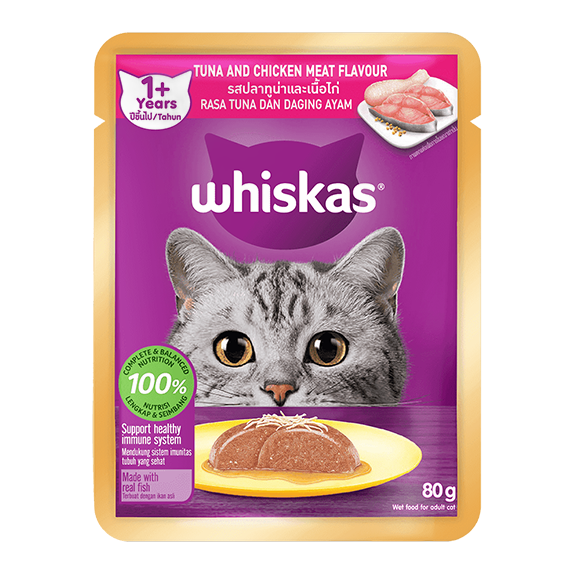 TUNA AND CHICKEN MEAT FLAVOUR
รสปลาทูน่าและเนื้อไก่
RASA TUNA DAN DAGING AYAM
1+
Years
ปีขึ้นไป/Tahun
whiskas®
COMPLETE & BALANCED
NUTRITION
100%
NUTRISI
LENGKAP & SEIMBANG
Support healthy
immune system
Mendukung sistem imunitas
tubuh yang sehat
Made with
real fish
Terbuat dengan ikan asli
80g
Wet food for adult cat